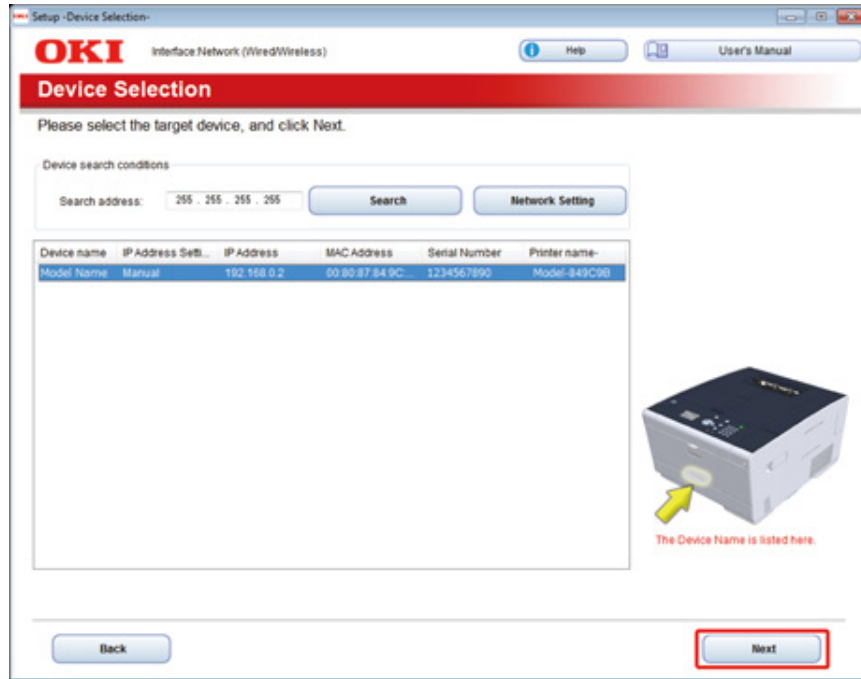 Setup -Device Selection-
OKI Interface:Network (Wired/Wireless) Help User's Manual
Device Selection
Please select the target device, and click Next.
Device search conditions
Search address: 255 . 255 . 255 . 255 Search Network Setting
Device name IP Address Setti... IP Address MAC Address Serial Number Printer name-
Model Name Manual 192.168.0.2 00:80:87:84:9C:... 1234567890 Model-849C9B
The Device Name is listed here.
Back Next